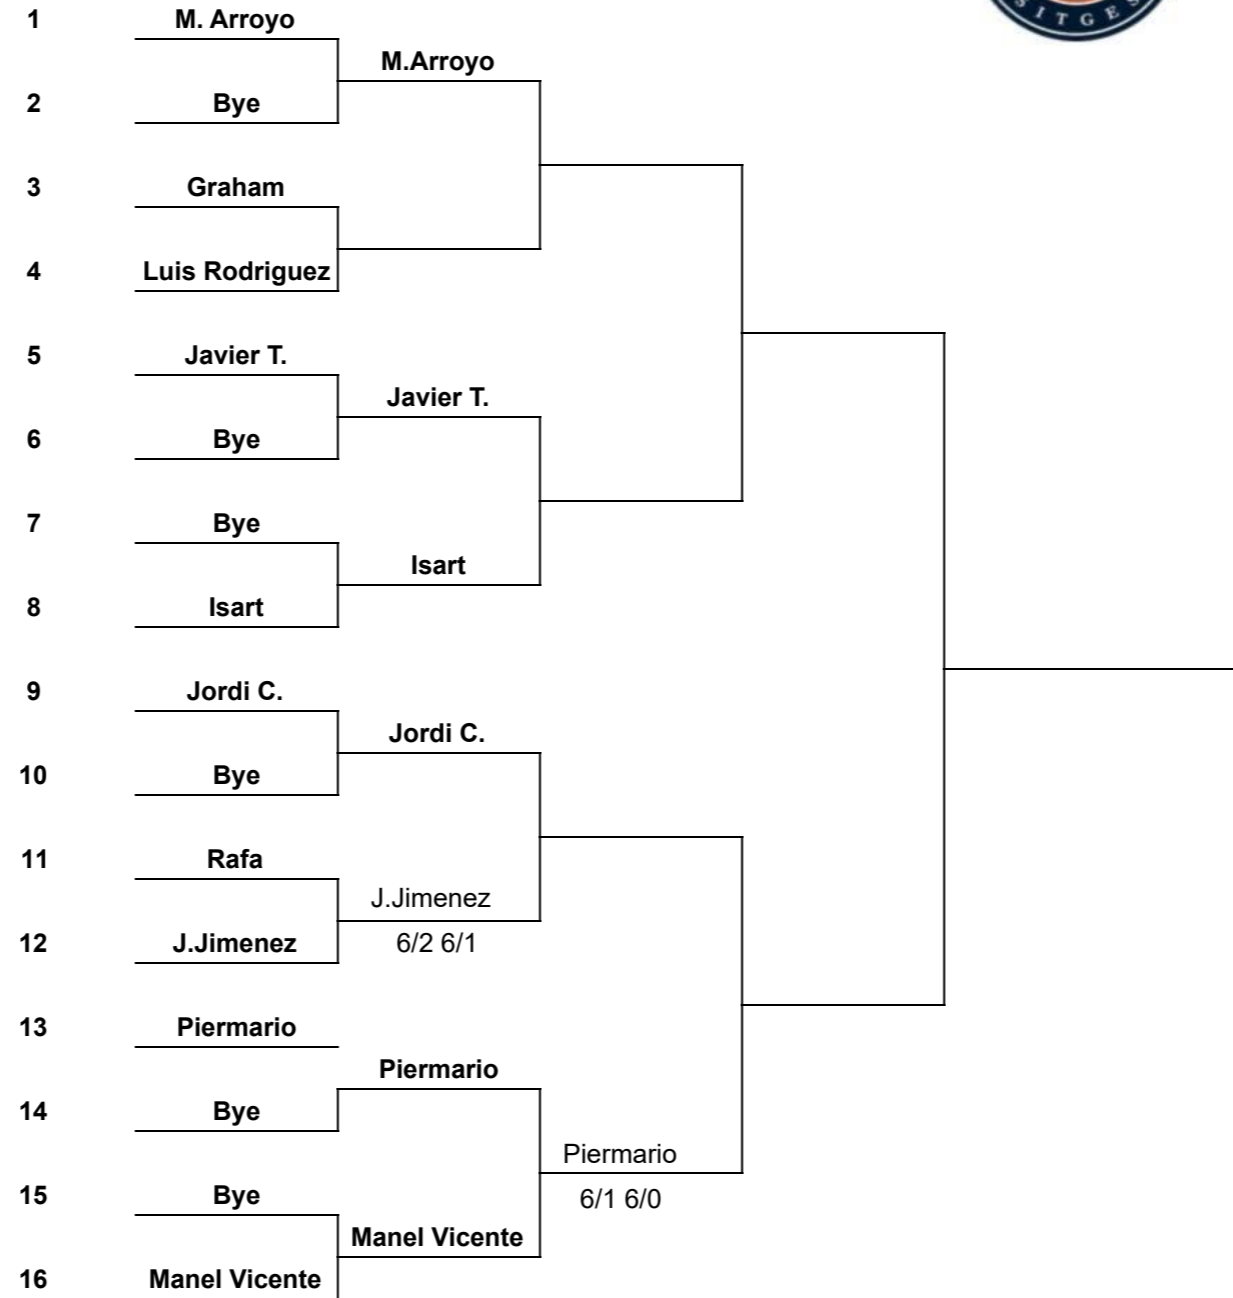 SITGES
1 M. Arroyo
M.Arroyo
2 Bye
3 Graham
4 Luis Rodriguez
5 Javier T.
Javier T.
6 Bye
7 Bye
Isart
8 Isart
9 Jordi C.
Jordi C.
10 Bye
11 Rafa
J.Jimenez
12 J.Jimenez 6/2 6/1
13 Piermario
Piermario
14 Bye
Piermario
15 Bye 6/1 6/0
Manel Vicente
16 Manel Vicente